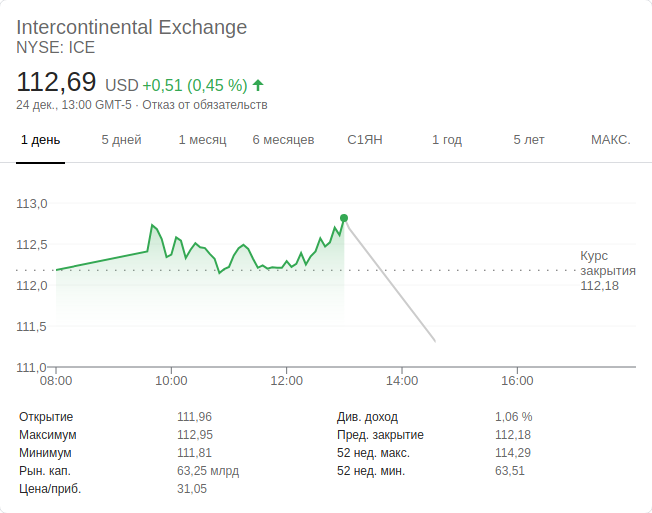 Intercontinental Exchange
NYSE: ICE
112,69 USD +0,51 (0,45 %)
24 дек., 13:00 GMT-5 · Отказ от обязательств
1 день 5 дней 1 месяц 6 месяцев С1ЯН 1 год 5 лет МАКС.
113,0
112,5
Курс закрытия 112,18
112,0
111,5
111,0
08:00 10:00 12:00 14:00 16:00
Открытие 111,96 Див. доход 1,06 %
Максимум 112,95 Пред. закрытие 112,18
Минимум 111,81 52 нед. макс. 114,29
Рын. кап. 63,25 млрд 52 нед. мин. 63,51
Цена/приб. 31,05